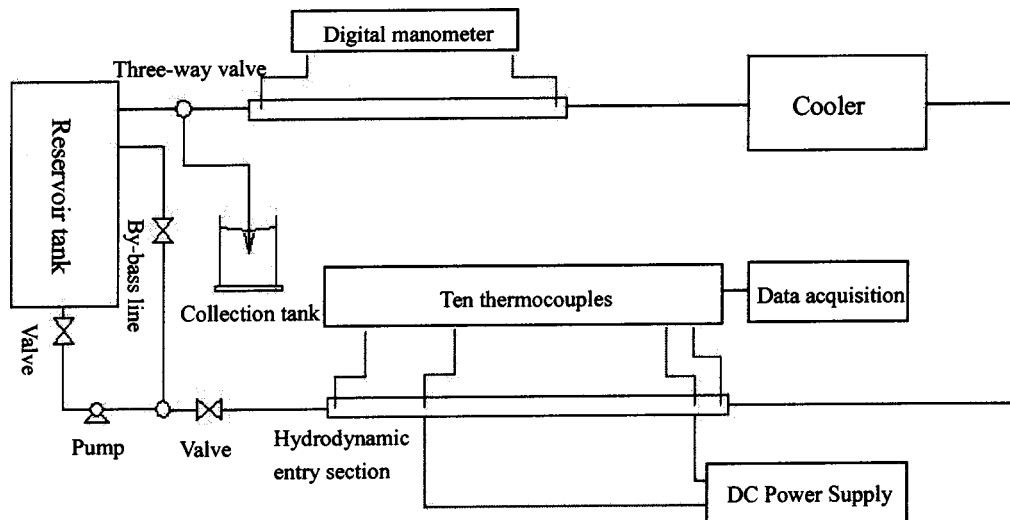 Digital manometer
Three-way valve
Cooler
Reservoir tank
By-bass line
Collection tank
Ten thermocouples
Data acquisition
Valve
Pump
Valve
Hydrodynamic
entry section
DC Power Supply